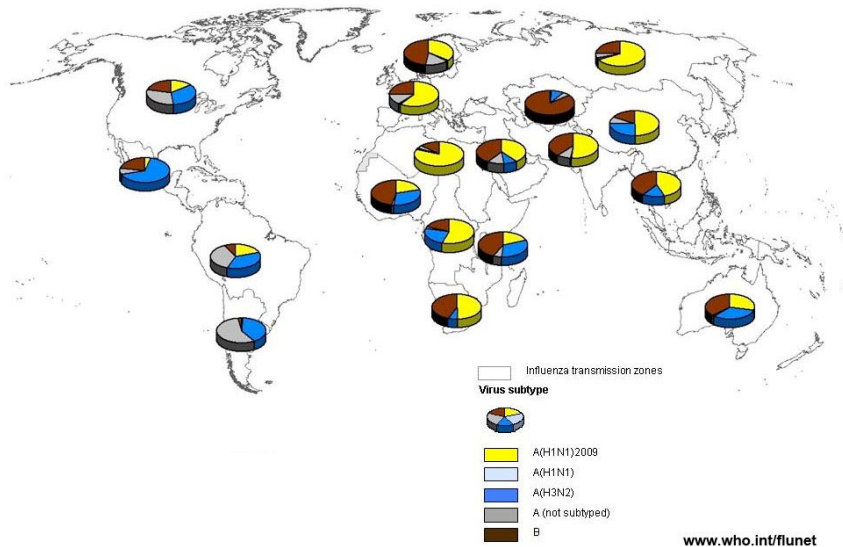 Influenza transmission zones
Virus subtype
A(H1N1)2009
A(H1N1)
A(H3N2)
A (not subtyped)
B
www.who.int/flunet